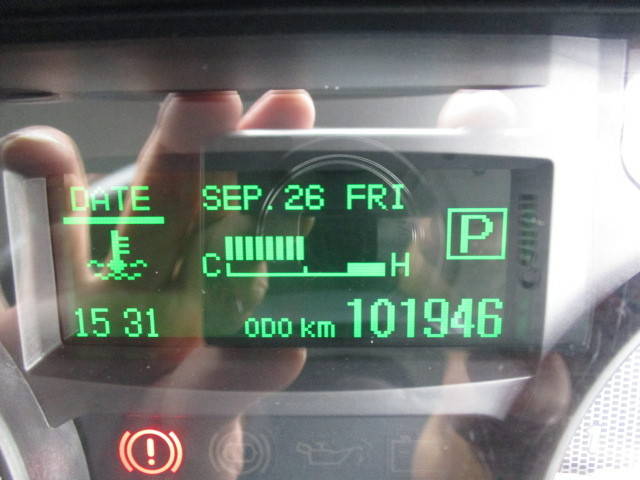 DATE SEP. 26 FRI
P
C H
15 31 ODO km 101946